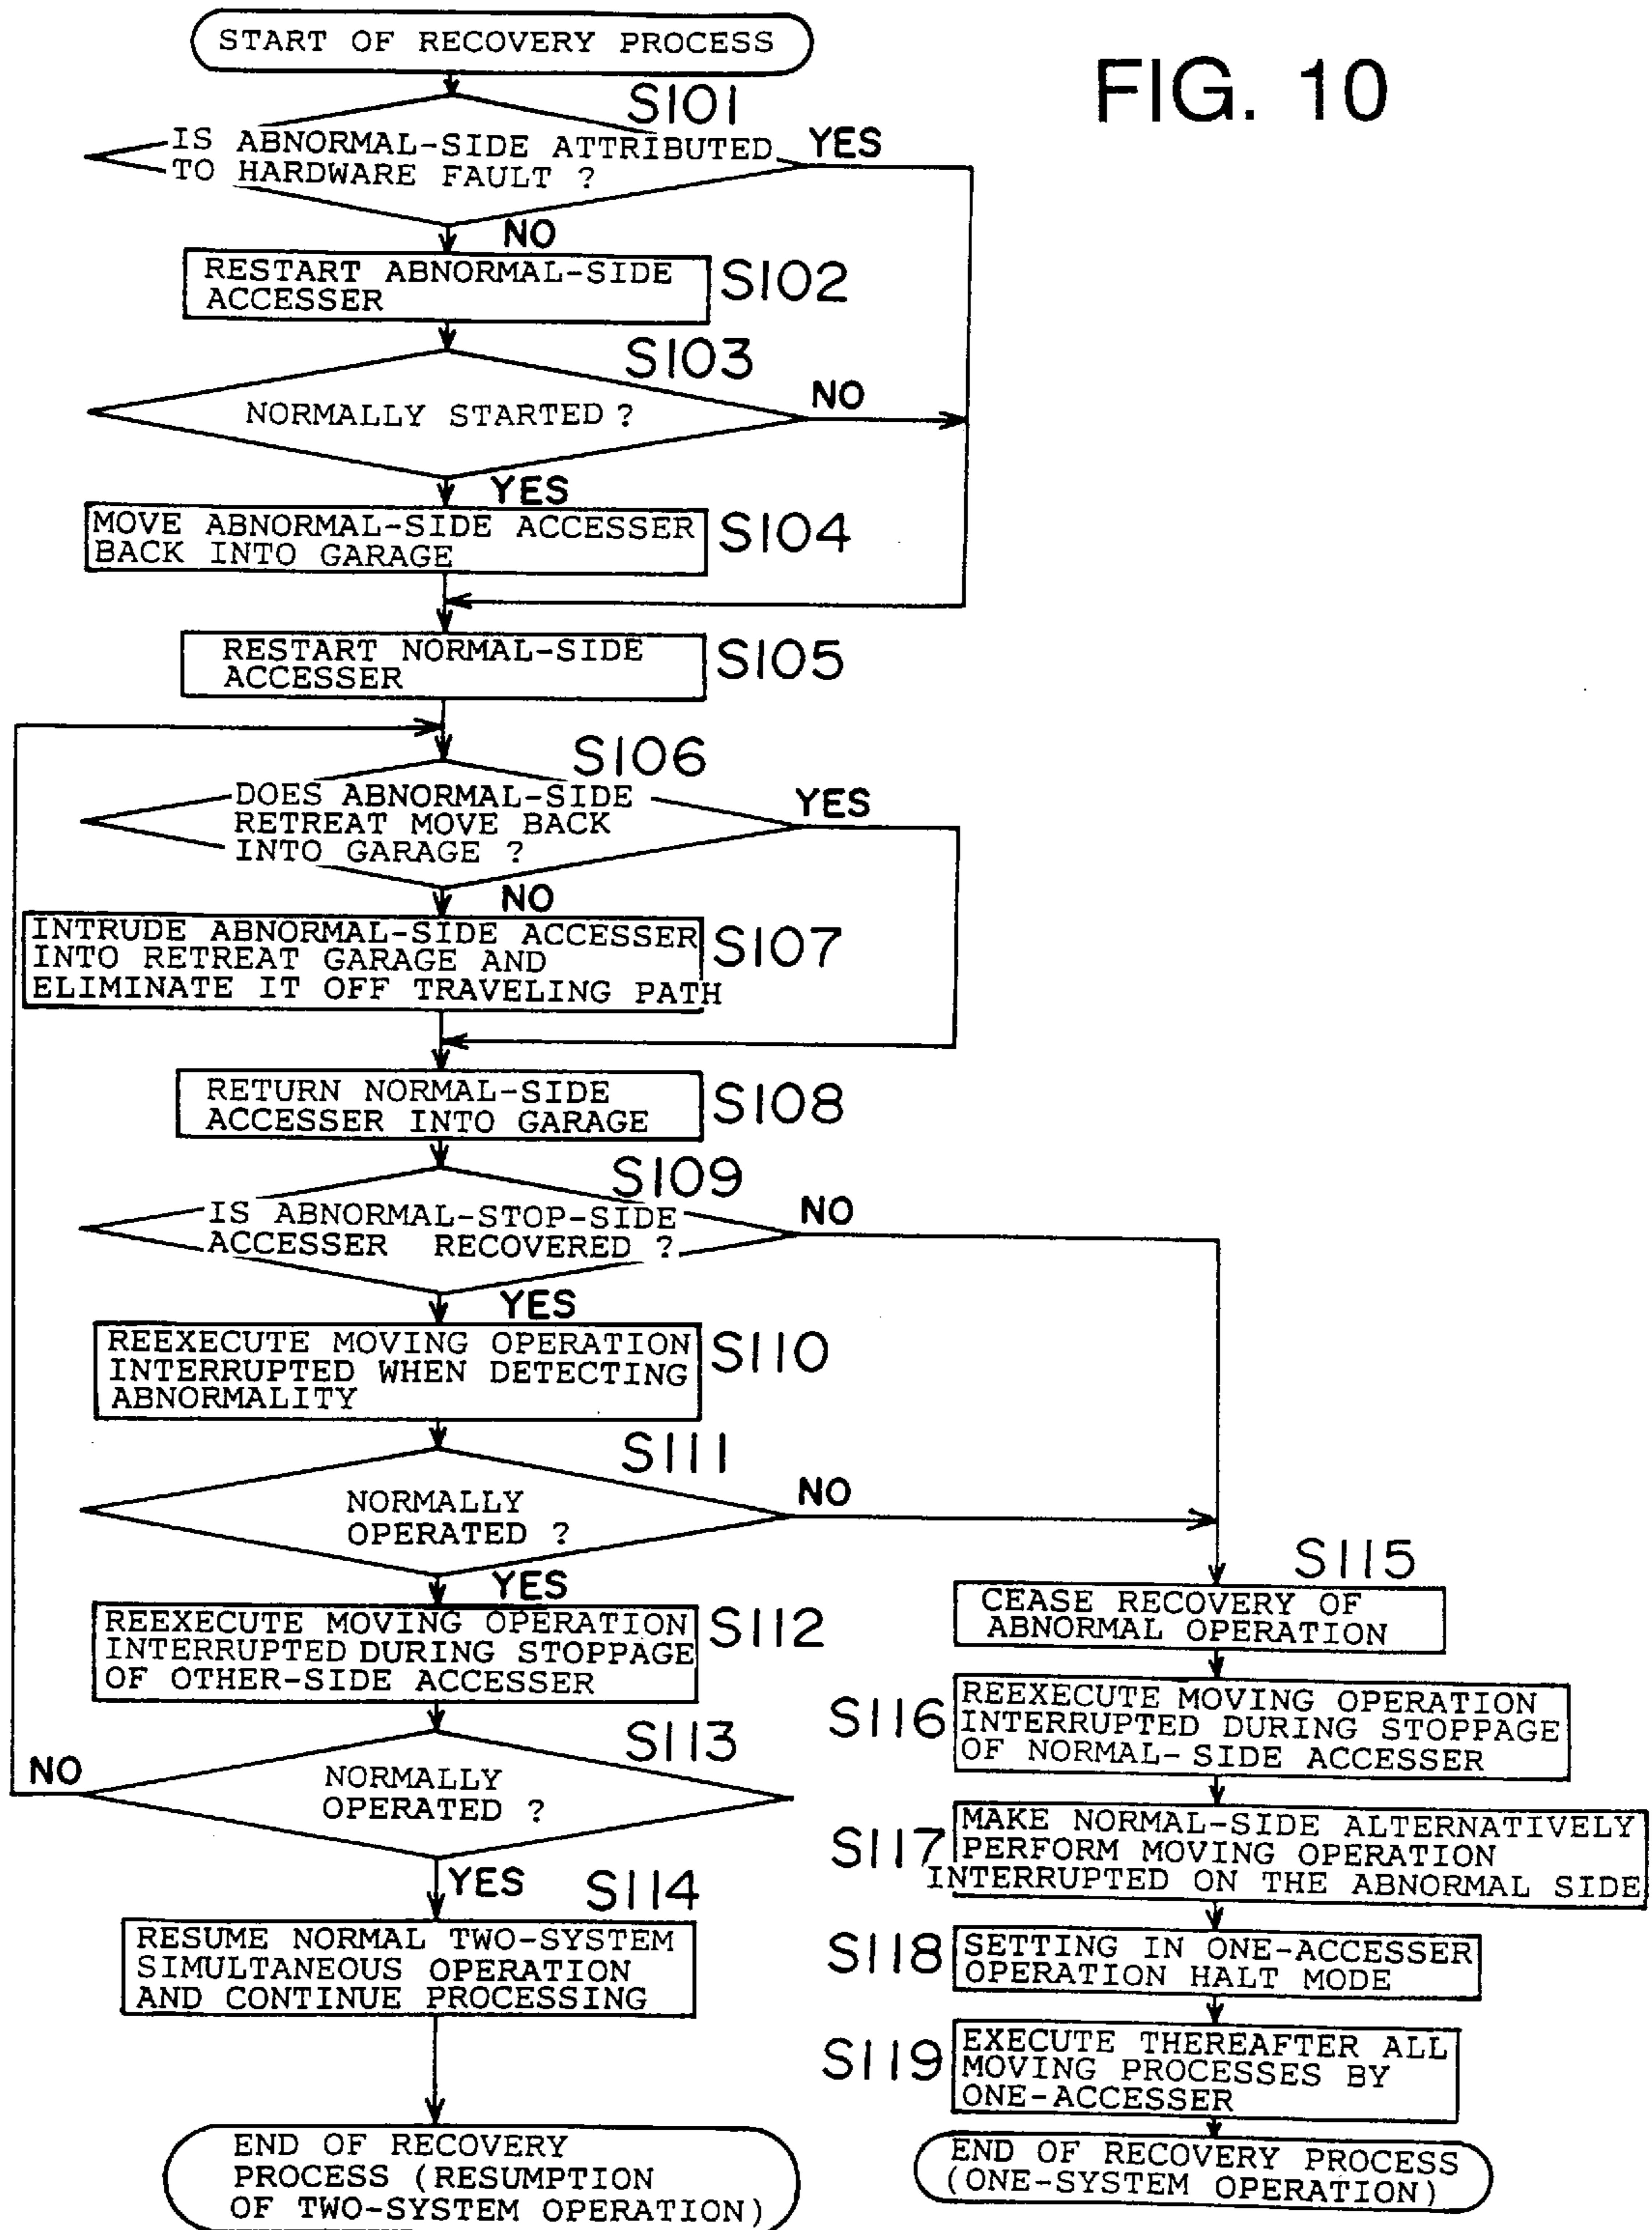 START OF RECOVERY PROCESS
FIG. 10
S101
IS ABNORMAL-SIDE ATTRIBUTED
TO HARDWARE FAULT ?
YES
NO
RESTART ABNORMAL-SIDE
ACCESSER
S102
S103
NORMALLY STARTED ?
NO
YES
MOVE ABNORMAL-SIDE ACCESSER
BACK INTO GARAGE
S104
RESTART NORMAL-SIDE
ACCESSER
S105
S106
DOES ABNORMAL-SIDE
RETREAT MOVE BACK
INTO GARAGE ?
YES
NO
INTRUDE ABNORMAL-SIDE ACCESSER
INTO RETREAT GARAGE AND
ELIMINATE IT OFF TRAVELING PATH
S107
RETURN NORMAL-SIDE
ACCESSER INTO GARAGE
S108
S109
IS ABNORMAL-STOP-SIDE
ACCESSER RECOVERED ?
NO
YES
REEXECUTE MOVING OPERATION
INTERRUPTED WHEN DETECTING
ABNORMALITY
S110
S111
NORMALLY
OPERATED ?
NO
YES
REEXECUTE MOVING OPERATION
INTERRUPTED DURING STOPPAGE
OF OTHER-SIDE ACCESSER
S112
S113
NORMALLY
OPERATED ?
NO
YES
S114
RESUME NORMAL TWO-SYSTEM
SIMULTANEOUS OPERATION
AND CONTINUE PROCESSING
END OF RECOVERY
PROCESS (RESUMPTION
OF TWO-SYSTEM OPERATION)
S115
CEASE RECOVERY OF
ABNORMAL OPERATION
S116
REEXECUTE MOVING OPERATION
INTERRUPTED DURING STOPPAGE
OF NORMAL-SIDE ACCESSER
S117
MAKE NORMAL-SIDE ALTERNATIVELY
PERFORM MOVING OPERATION
INTERRUPTED ON THE ABNORMAL SIDE
S118
SETTING IN ONE-ACCESSER
OPERATION HALT MODE
S119
EXECUTE THEREAFTER ALL
MOVING PROCESSES BY
ONE-ACCESSER
END OF RECOVERY PROCESS
(ONE-SYSTEM OPERATION)